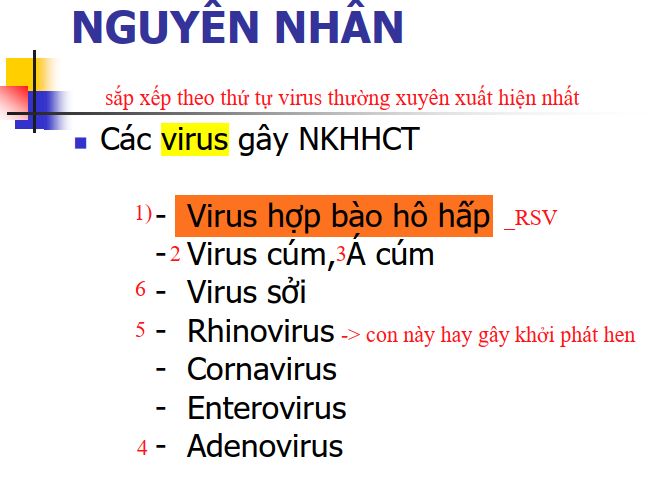 NGUYÊN NHÂN
sắp xếp theo thứ tự virus thường xuyên xuất hiện nhất
Các virus gây NKHHCT
1) - Virus hợp bào hô hấp _RSV
- 2 Virus cúm,3Á cúm
6 - Virus sởi
5 - Rhinovirus -> con này hay gây khởi phát hen
- Cornavirus
- Enterovirus
4 - Adenovirus